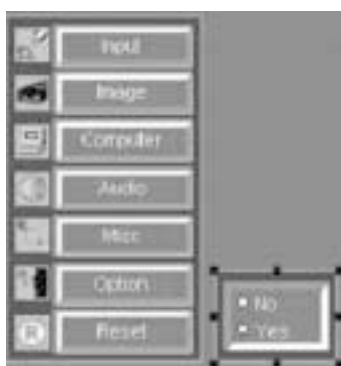 Input
Image
Computer
Audio
Misc
Option
R Reset
No
Yes